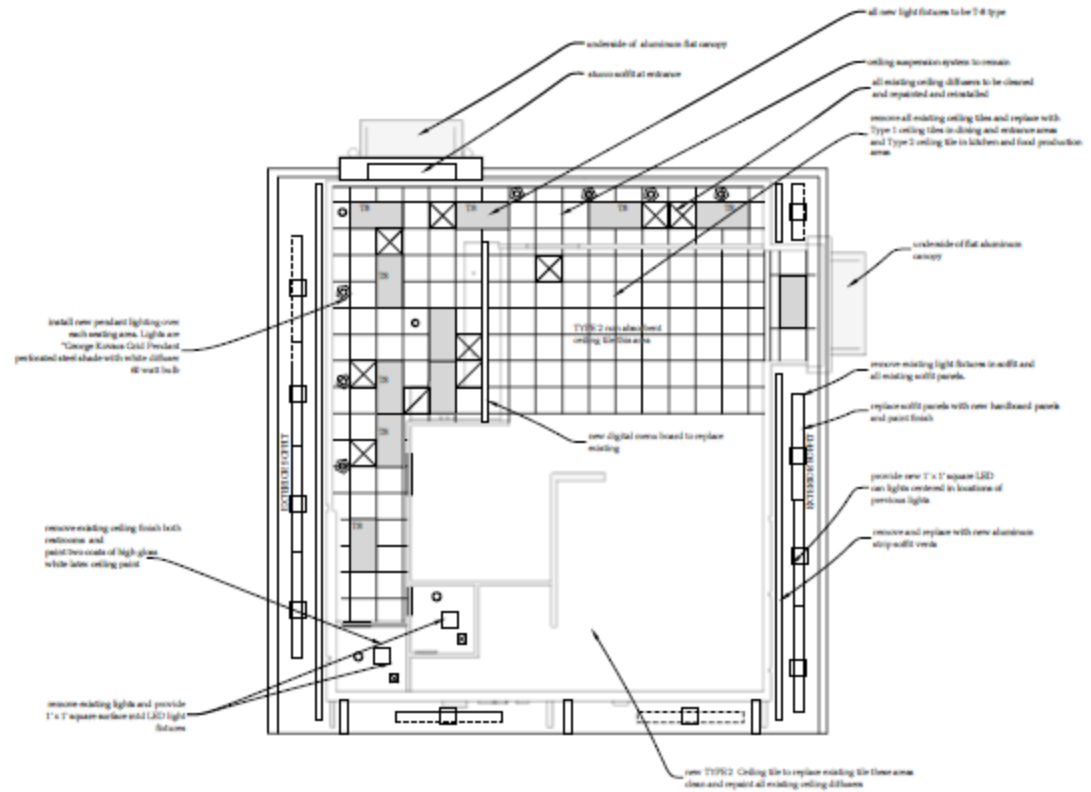 all new light fixtures to be T-8 type
underside of aluminum flat canopy
stucco soffit at entrance
ceiling suspension system to remain
all existing ceiling diffusers to be cleaned
and repainted and reinstalled
remove all existing ceiling tiles and replace with
Type 1 ceiling tiles in dining and entrance areas
and Type 2 ceiling tile in kitchen and food production
areas
T8
T8
T8
T8
underside of flat aluminum
canopy
T8
install new pendant lighting over
each seating area. Lights are
"George Kovacs Grid Pendant
perforated steel shade with white diffuser
60 watt bulb
TYPE 2 non absorbent
ceiling tile this area
remove existing light fixtures in soffit and
all existing soffit panels.
T8
replace soffit panels with new hardboard panels
and paint finish
T8
new digital menu board to replace
existing
EXTERIOR SOFFIT
EXTERIOR SOFFIT
provide new 1' x 1' square LED
can lights centered in locations of
previous lights
T8
remove existing ceiling finish both
restrooms and
paint two coats of high gloss
white latex ceiling paint
remove and replace with new aluminum
strip soffit vents
remove existing lights and provide
1' x 1' square surface mtd LED light
fixtures
new TYPE 2 Ceiling tile to replace existing tile these areas
clean and repaint all existing ceiling diffusers